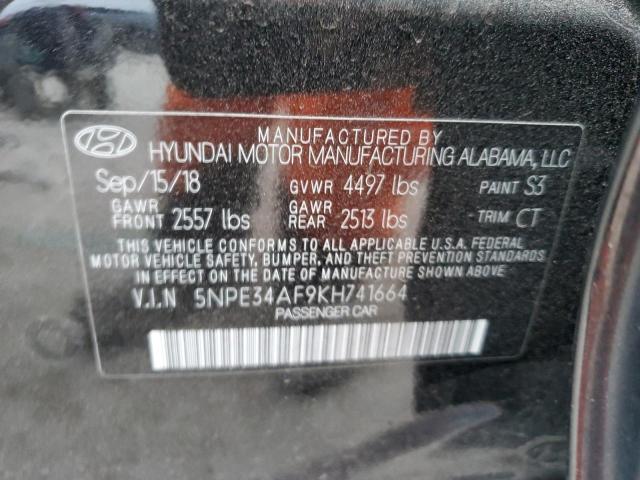 MANUFACTURED BY
HYUNDAI MOTOR MANUFACTURING ALABAMA, LLC
Sep/15/18 GVWR 4497 lbs PAINT S3
GAWR FRONT 2557 lbs GAWR REAR 2513 lbs TRIM CT
THIS VEHICLE CONFORMS TO ALL APPLICABLE U.S.A. FEDERAL
MOTOR VEHICLE SAFETY, BUMPER, AND THEFT PREVENTION STANDARDS
IN EFFECT ON THE DATE OF MANUFACTURE SHOWN ABOVE.
V.I.N 5NPE34AF9KH741664
PASSENGER CAR